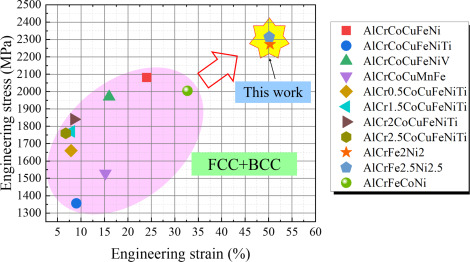 Engineering stress (MPa)
2500
2400
2300
2200
2100
2000
1900
1800
1700
1600
1500
1400
1300
This work
FCC+BCC
5 10 15 20 25 30 35 40 45 50 55 60
Engineering strain (%)
AlCrCoCuFeNi
AlCrCoCuFeNiTi
AlCrCoCuFeNiV
AlCrCoCuMnFe
AlCr0.5CoCuFeNiTi
AlCr1.5CoCuFeNiTi
AlCr2CoCuFeNiTi
AlCr2.5CoCuFeNiTi
AlCrFe2Ni2
AlCrFe2.5Ni2.5
AlCrFeCoNi